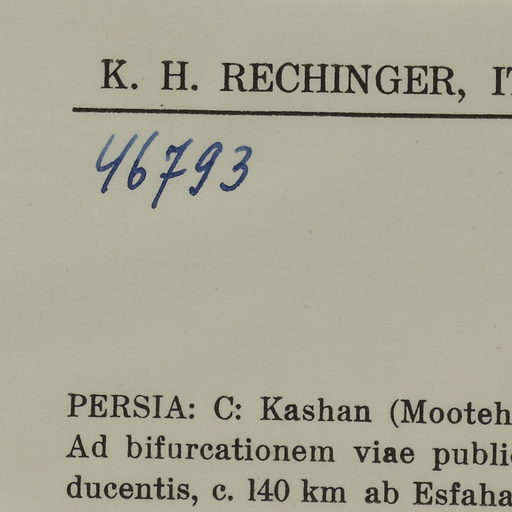 K. H. RECHINGER,
46793
PERSIA: C: Kashan (Mooteh
Ad bifurcationem viae publi
ducentis, c. 140 km ab Esfaha